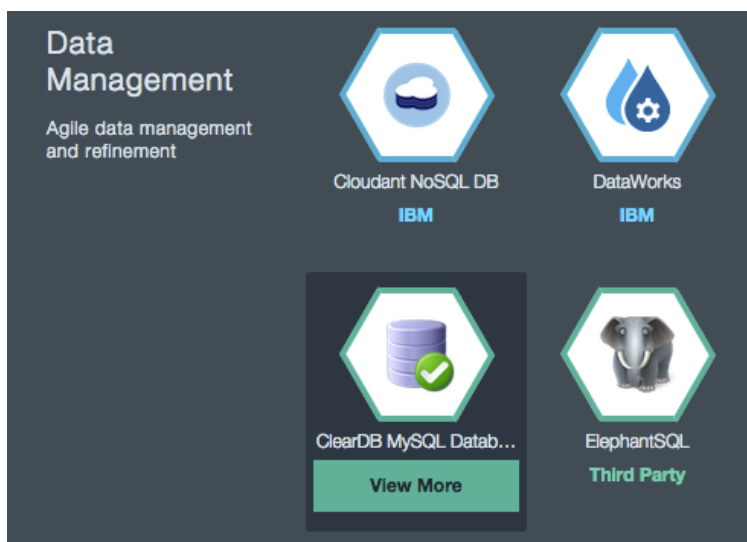 Data
Management
Agile data management
and refinement
Cloudant NoSQL DB
IBM
DataWorks
IBM
ClearDB MySQL Datab...
View More
ElephantSQL
Third Party